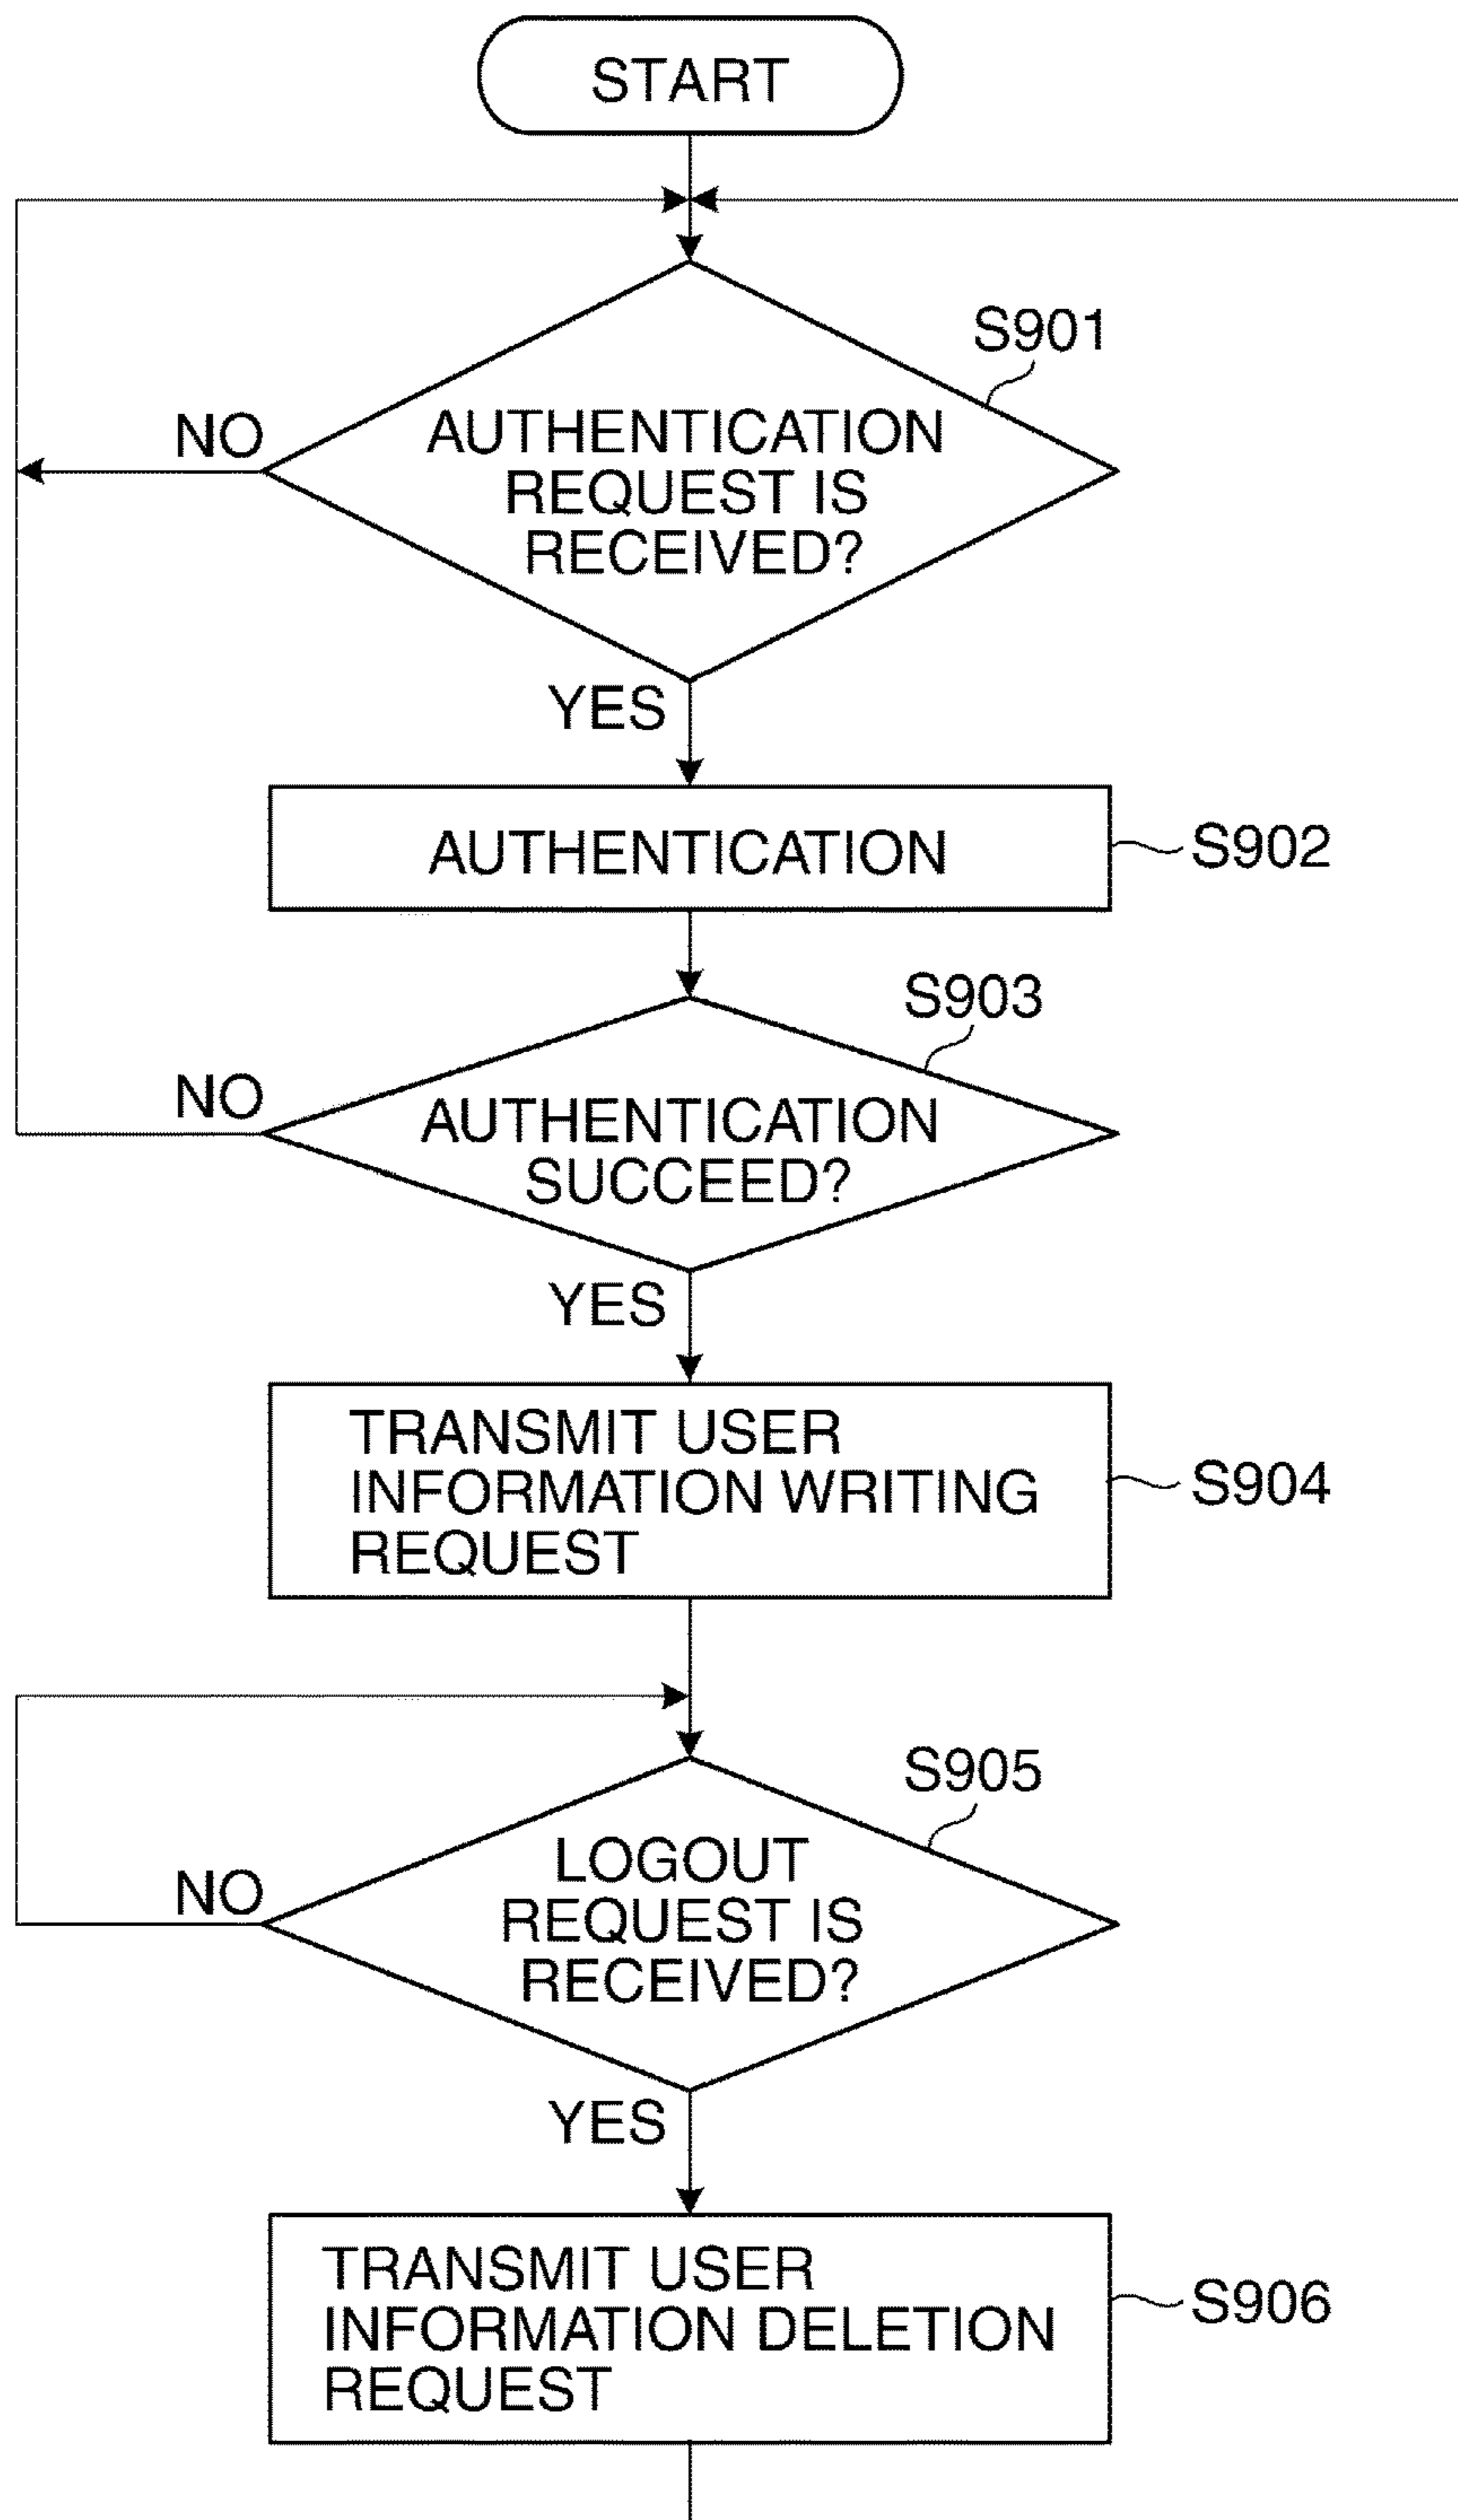 START
S901
NO
AUTHENTICATION
REQUEST IS
RECEIVED?
YES
AUTHENTICATION
S902
S903
NO
AUTHENTICATION
SUCCEED?
YES
TRANSMIT USER
INFORMATION WRITING
REQUEST
S904
S905
NO
LOGOUT
REQUEST IS
RECEIVED?
YES
TRANSMIT USER
INFORMATION DELETION
REQUEST
S906